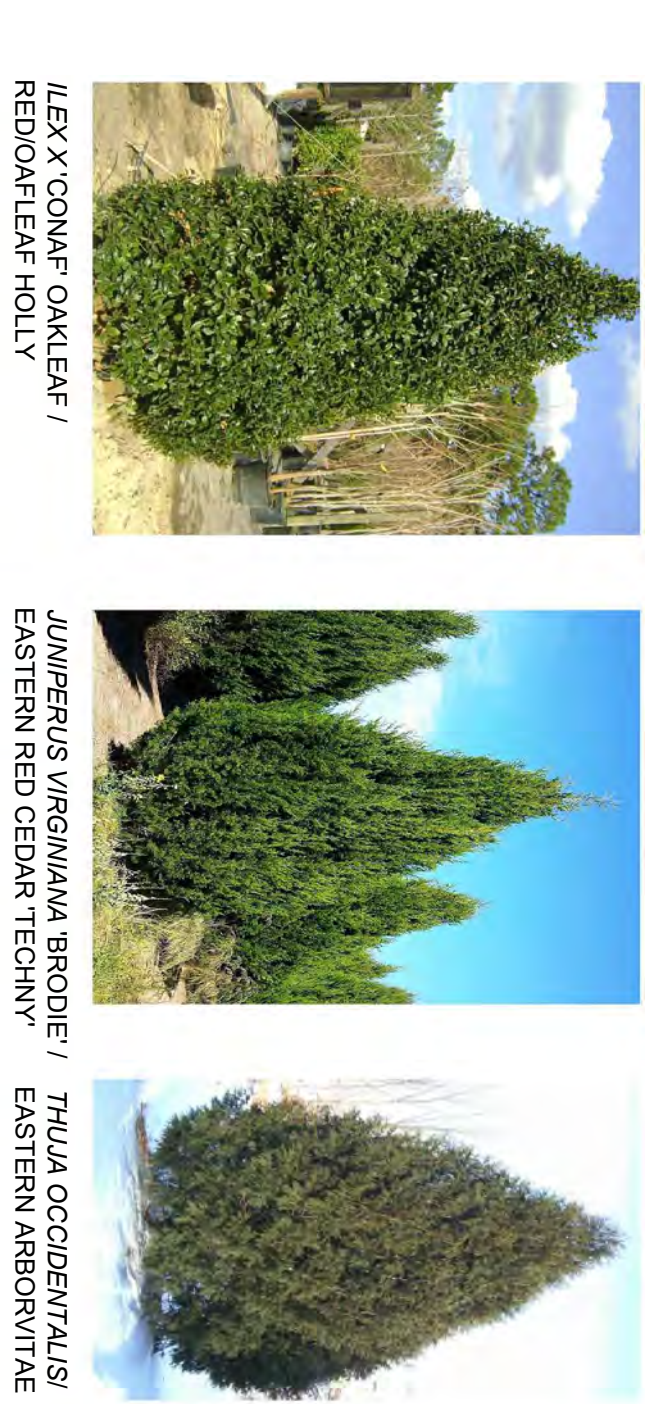 ILEX X 'CONAF' OAKLEAF /
RED/OAFLEAF HOLLY
JUNIPERUS VIRGINIANA 'BRODIE' /
EASTERN RED CEDAR 'TECHNY'
THUJA OCCIDENTALIS/
EASTERN ARBORVITAE